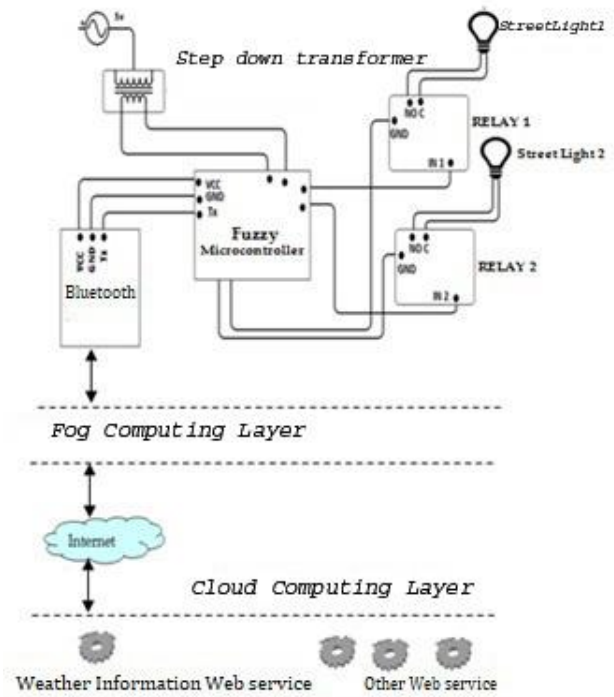 StreetLight1
Step down transformer
NO C
RELAY 1
GND
Street Light 2
IN 1
VCC
GND
Tx
Fuzzy
Microcontroller
NO C
GND
RELAY 2
VCC
GND
Tx
Bluetooth
IN 2
Fog Computing Layer
Internet
Cloud Computing Layer
Weather Information Web service
Other Web service